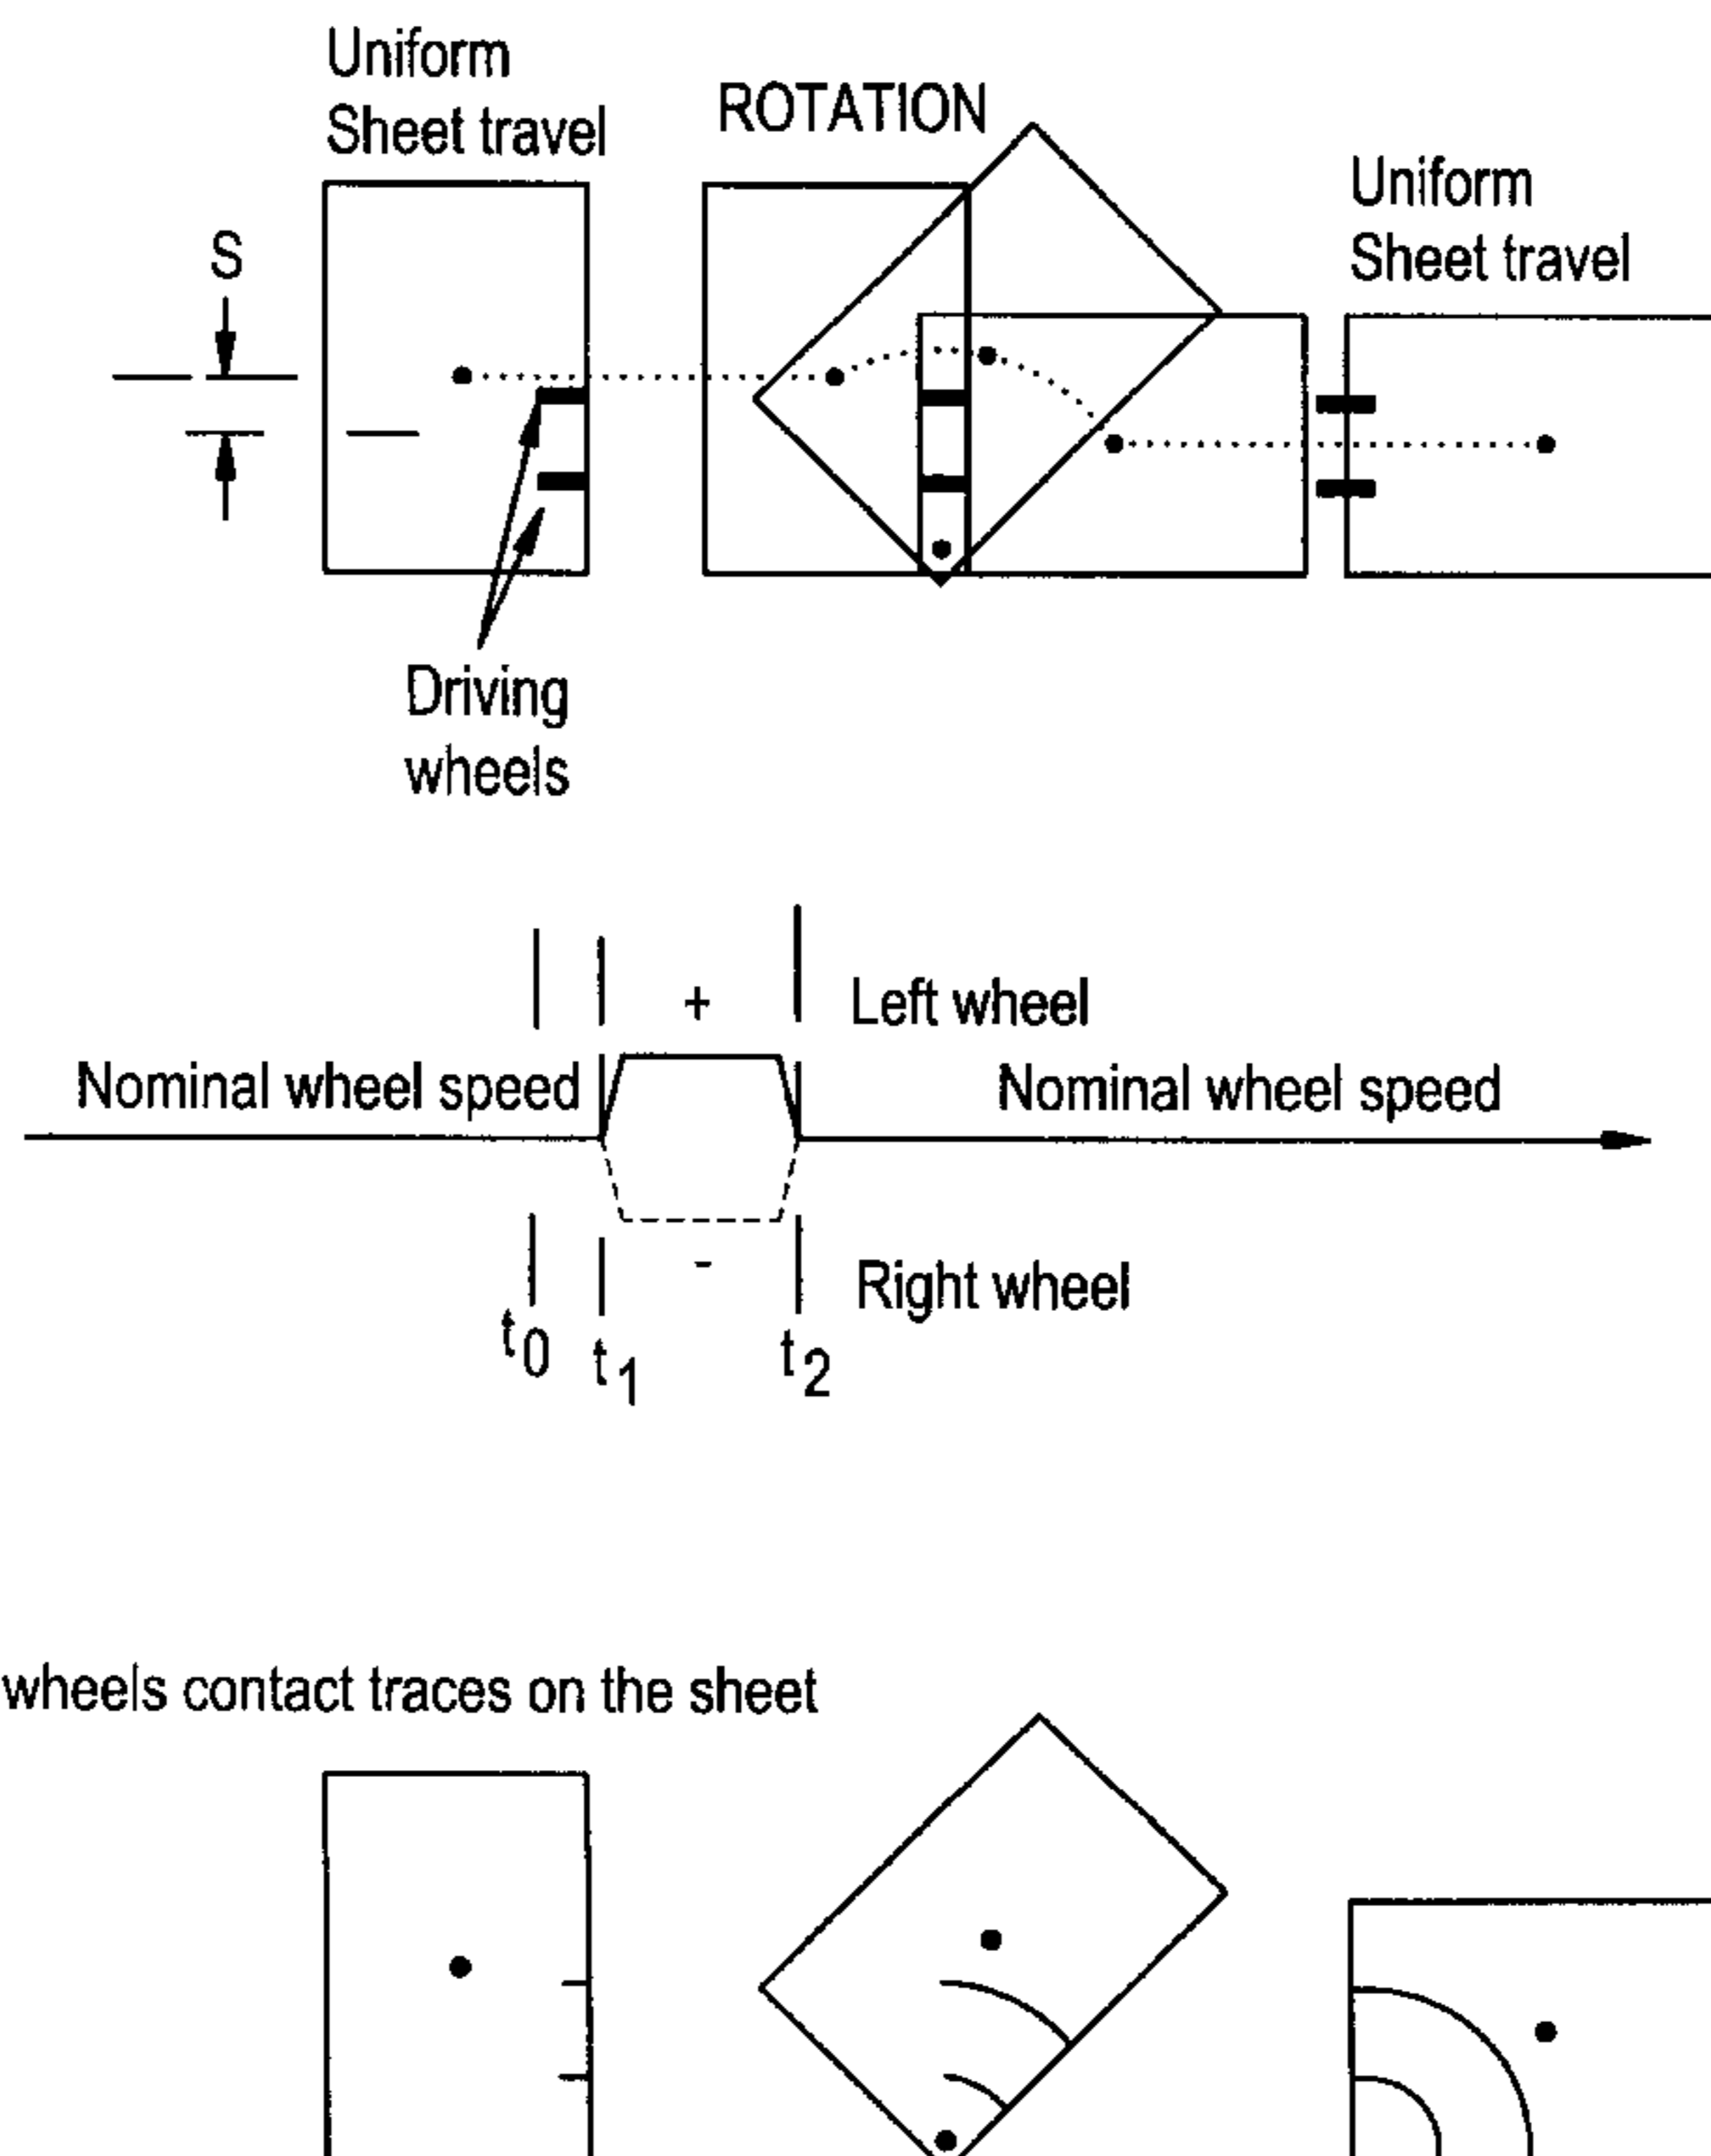 Uniform
Sheet travel
ROTATION
Uniform
Sheet travel
S
Driving
wheels
+
Left wheel
Nominal wheel speed
Nominal wheel speed
-
Right wheel
t0 t1 t2
wheels contact traces on the sheet